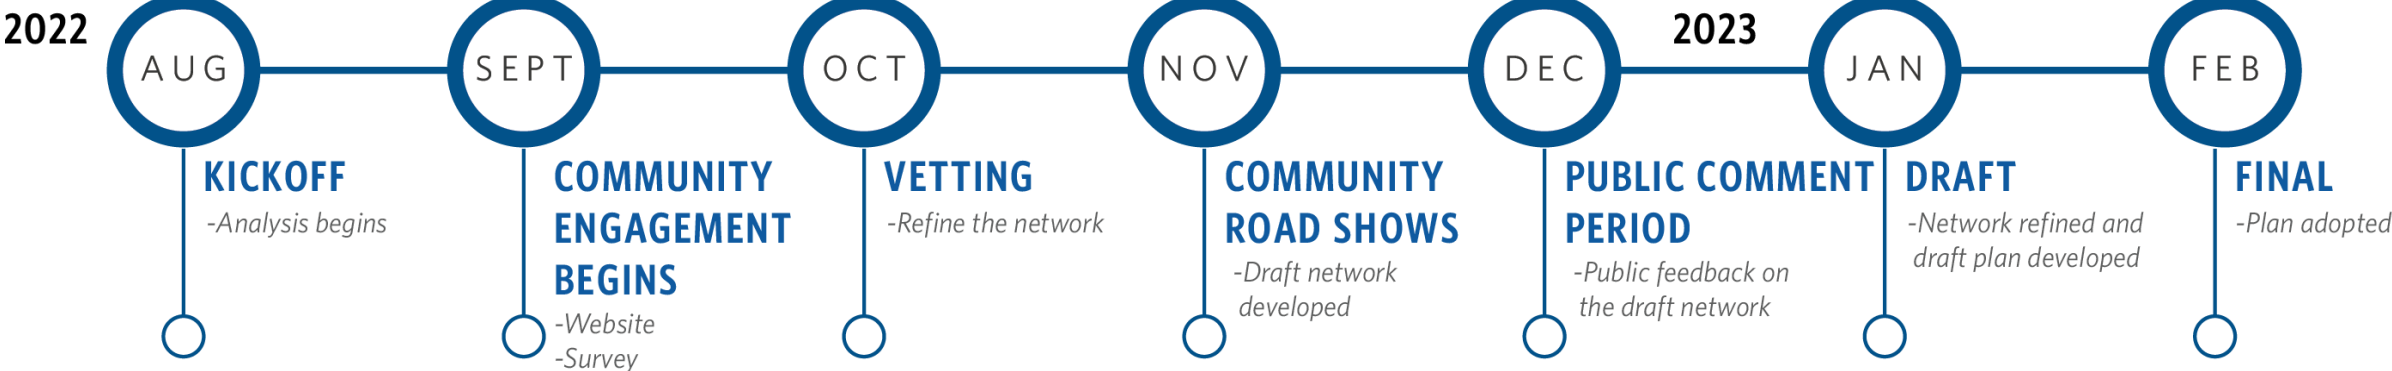 2022
AUG
SEPT
OCT
NOV
DEC
2023
JAN
FEB
KICKOFF
-Analysis begins
COMMUNITY
ENGAGEMENT
BEGINS
-Website
-Survey
VETTING
-Refine the network
COMMUNITY
ROAD SHOWS
-Draft network
developed
PUBLIC COMMENT
PERIOD
-Public feedback on
the draft network
DRAFT
-Network refined and
draft plan developed
FINAL
-Plan adopted